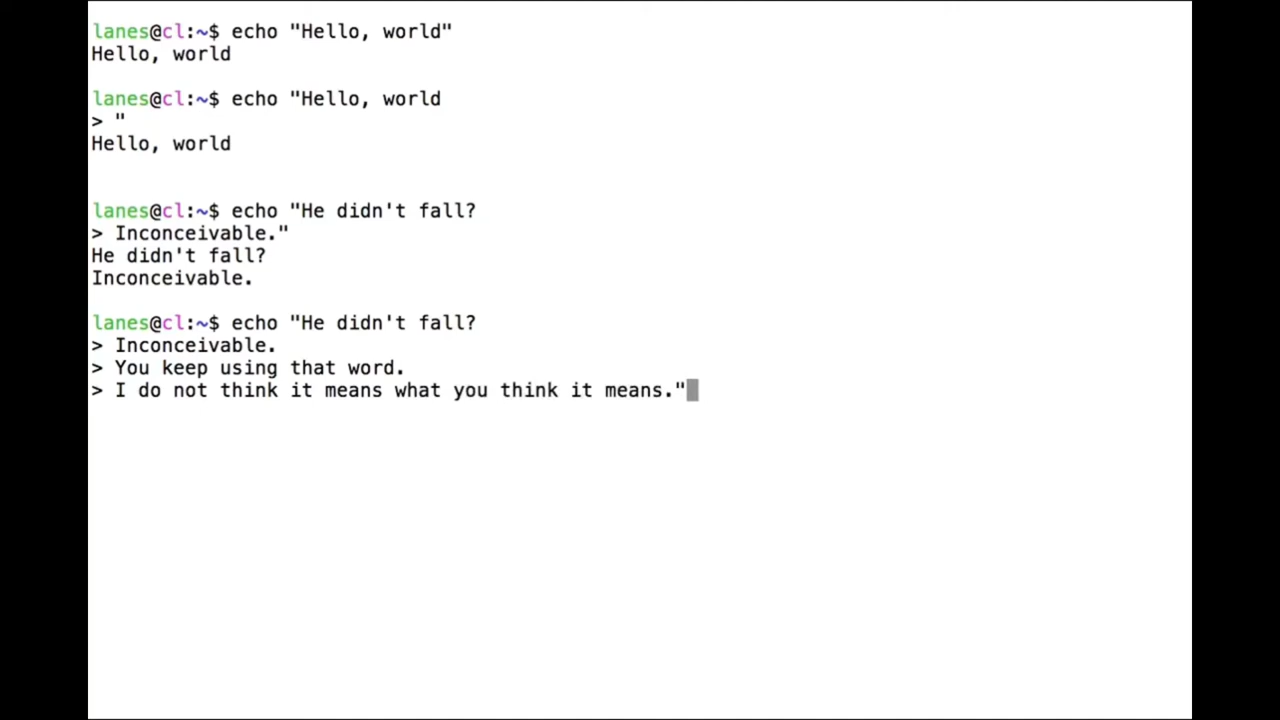 lanes@cl:~$ echo "Hello, world"
Hello, world
lanes@cl:~$ echo "Hello, world
> "
Hello, world
lanes@cl:~$ echo "He didn't fall?
> Inconceivable."
He didn't fall?
Inconceivable.
lanes@cl:~$ echo "He didn't fall?
> Inconceivable.
> You keep using that word.
> I do not think it means what you think it means."